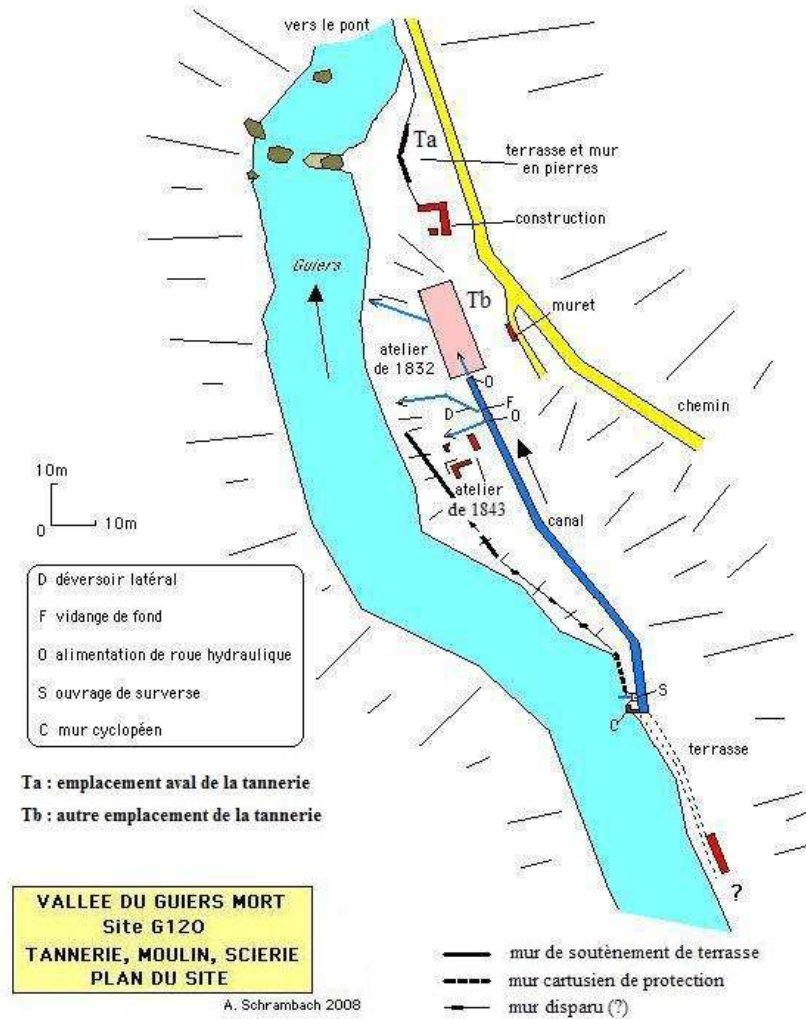 vers le pont
Ta
terrasse et mur
en pierres
construction
Guiers
Tb
muret
atelier
de 1832
O
D
F
O
chemin
10m
0
10m
atelier
de 1843
canal
D déversoir latéral
F vidange de fond
O alimentation de roue hydraulique
S ouvrage de surverse
C mur cyclopéen
S
C
terrasse
Ta : emplacement aval de la tannerie
Tb : autre emplacement de la tannerie
?
VALLEE DU GUIERS MORT
Site G120
TANNERIE, MOULIN, SCIERIE
PLAN DU SITE
A. Schrambach 2008
mur de soutènement de terrasse
mur cartusien de protection
mur disparu (?)